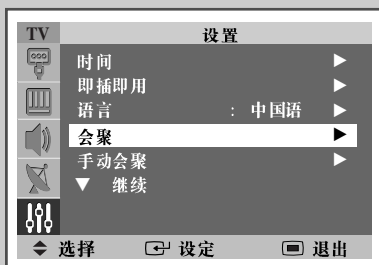 TV 设置
时间
即插即用
语言 : 中国语
会聚
手动会聚
继续
选择 设定 退出